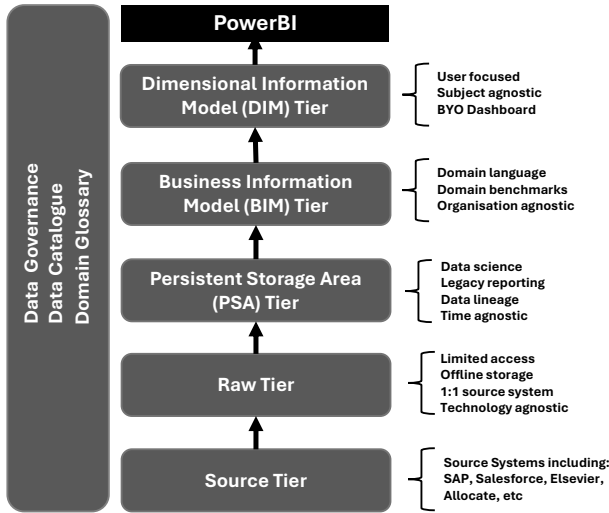 PowerBI
Dimensional Information
Model (DIM) Tier
User focused
Subject agnostic
BYO Dashboard
Business Information
Model (BIM) Tier
Domain language
Domain benchmarks
Organisation agnostic
Persistent Storage Area
(PSA) Tier
Data science
Legacy reporting
Data lineage
Time agnostic
Raw Tier
Limited access
Offline storage
1:1 source system
Technology agnostic
Source Tier
Source Systems including:
SAP, Salesforce, Elsevier,
Allocate, etc
Data Governance
Data Catalogue
Domain Glossary